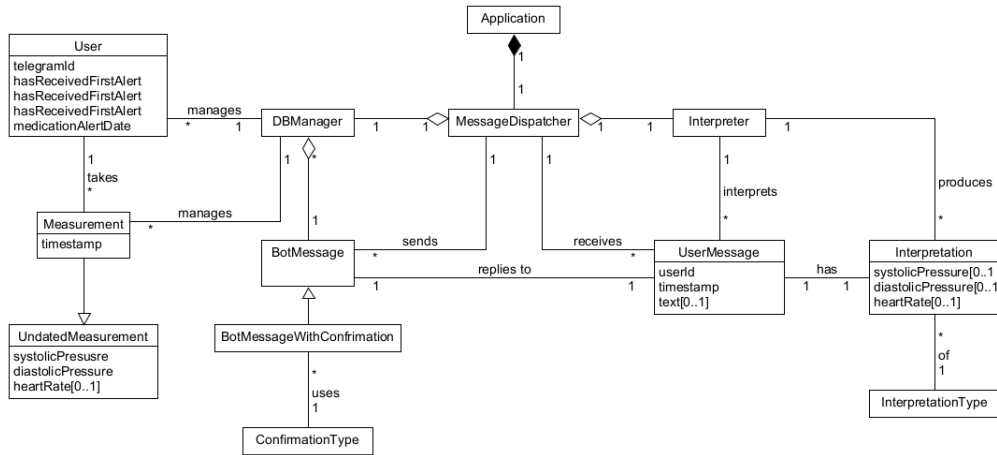 Application
1
1
User
telegramId
hasReceivedFirstAlert
hasReceivedFirstAlert
hasReceivedFirstAlert
medicationAlertDate
manages
*
1
DBManager
1
1
MessageDispatcher
1
1
Interpreter
1
1
takes
*
1
*
1
1
1
interprets
*
produces
*
Measurement
timestamp
manages
*
1
BotMessage
sends
*
receives
*
replies to
1
1
UserMessage
userId
timestamp
text[0..1]
has
1
1
Interpretation
systolicPressure[0..1
diastolicPressure[0..1
heartRate[0..1]
UndatedMeasurement
systolicPresusre
diastolicPressure
heartRate[0..1]
BotMessageWithConfrimation
*
uses
1
ConfirmationType
*
of
1
InterpretationType